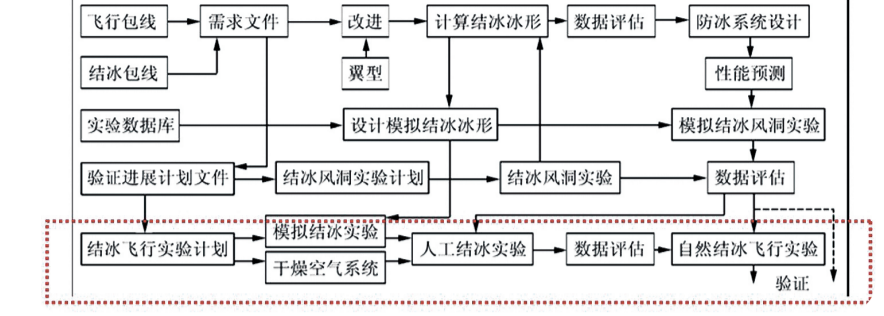 飞行包线
需求文件
改进
计算结冰冰形
数据评估
防冰系统设计
结冰包线
翼型
性能预测
实验数据库
设计模拟结冰冰形
模拟结冰风洞实验
验证进展计划文件
结冰风洞实验计划
结冰风洞实验
数据评估
模拟结冰实验
结冰飞行实验计划
人工结冰实验
数据评估
自然结冰飞行实验
干燥空气系统
验证